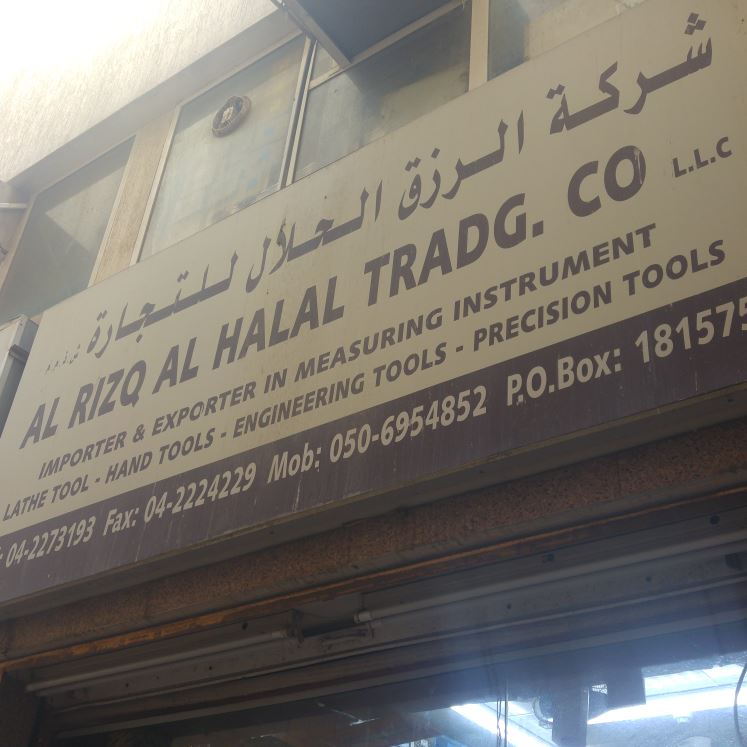 شركة الرزق الحلال للتجارة ش.ذ.م.م
AL RIZQ AL HALAL TRADG. CO L.L.C
IMPORTER & EXPORTER IN MEASURING INSTRUMENT
LATHE TOOL - HAND TOOLS - ENGINEERING TOOLS - PRECISION TOOLS
: 04-2273193 Fax: 04-2224229 Mob: 050-6954852 P.O.Box: 181575